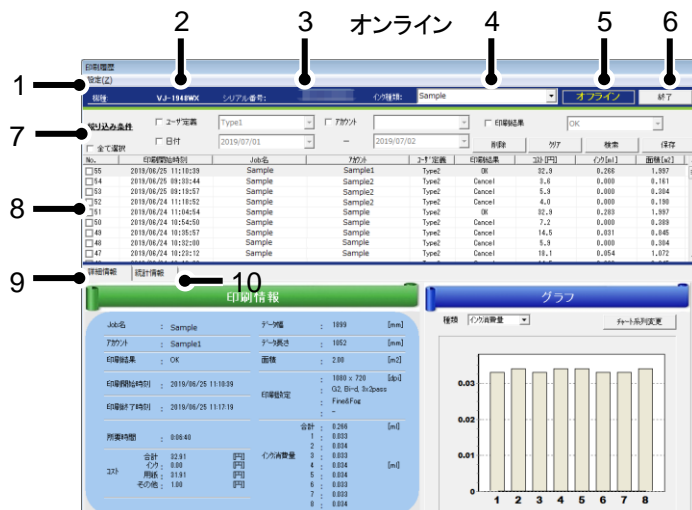 オンライン
2 3 4 5 6
印刷履歴
1 設定(Z)
機種: VJ-1948WX シリアル番号: インク種類: Sample オフライン 終了
7 絞り込み条件 ユーザ定義 Type1 アカウント 印刷結果 OK
日付 2019/07/01 － 2019/07/02
全て選択 削除 クリア 検索 保存
No. 印刷開始時刻 Job名 アカウント ユーザ定義 印刷結果 コスト[円] インク[ml] 面積[m2]
55 2019/06/25 11:10:39 Sample Sample1 Type2 OK 32.9 0.266 1.997
54 2019/06/25 09:33:44 Sample Sample2 Type2 Cancel 3.6 0.000 0.161
53 2019/06/25 09:18:57 Sample Sample2 Type2 Cancel 5.9 0.000 0.304
8 52 2019/06/24 11:18:52 Sample Sample2 Type2 Cancel 4.0 0.000 0.190
51 2019/06/24 11:04:54 Sample Sample Type2 OK 32.9 0.283 1.997
50 2019/06/24 10:54:50 Sample Sample Type2 Cancel 7.2 0.000 0.389
49 2019/06/24 10:35:57 Sample Sample Type2 Cancel 14.5 0.031 0.845
48 2019/06/24 10:32:00 Sample Sample Type2 Cancel 5.9 0.000 0.304
47 2019/06/24 10:23:12 Sample Sample Type2 Cancel 18.1 0.054 1.072
9 詳細情報 統計情報 10
印刷情報
Job名 : Sample データ幅 : 1899 [mm]
アカウント : Sample1 データ長さ : 1052 [mm]
印刷結果 : OK 面積 : 2.00 [m2]
印刷開始時刻 : 2019/06/25 11:10:39 印刷設定 : 1080 x 720 [dpi]
: G2, Bi-d, 3x2pass
: Fine&Fog
印刷終了時刻 : 2019/06/25 11:17:19 : -
所要時間 : 0:06:40
コスト 合計 : 32.91 [円]
インク : 0.00 [円]
用紙 : 31.91 [円]
その他 : 1.00 [円]
インク消費量 合計 : 0.266 [ml]
1 : 0.033
2 : 0.034
3 : 0.033
4 : 0.034 [ml]
5 : 0.034
6 : 0.033
7 : 0.033
8 : 0.034
グラフ
種類 インク消費量 チャート系列変更
0.03
0.02
0.01
0
1 2 3 4 5 6 7 8